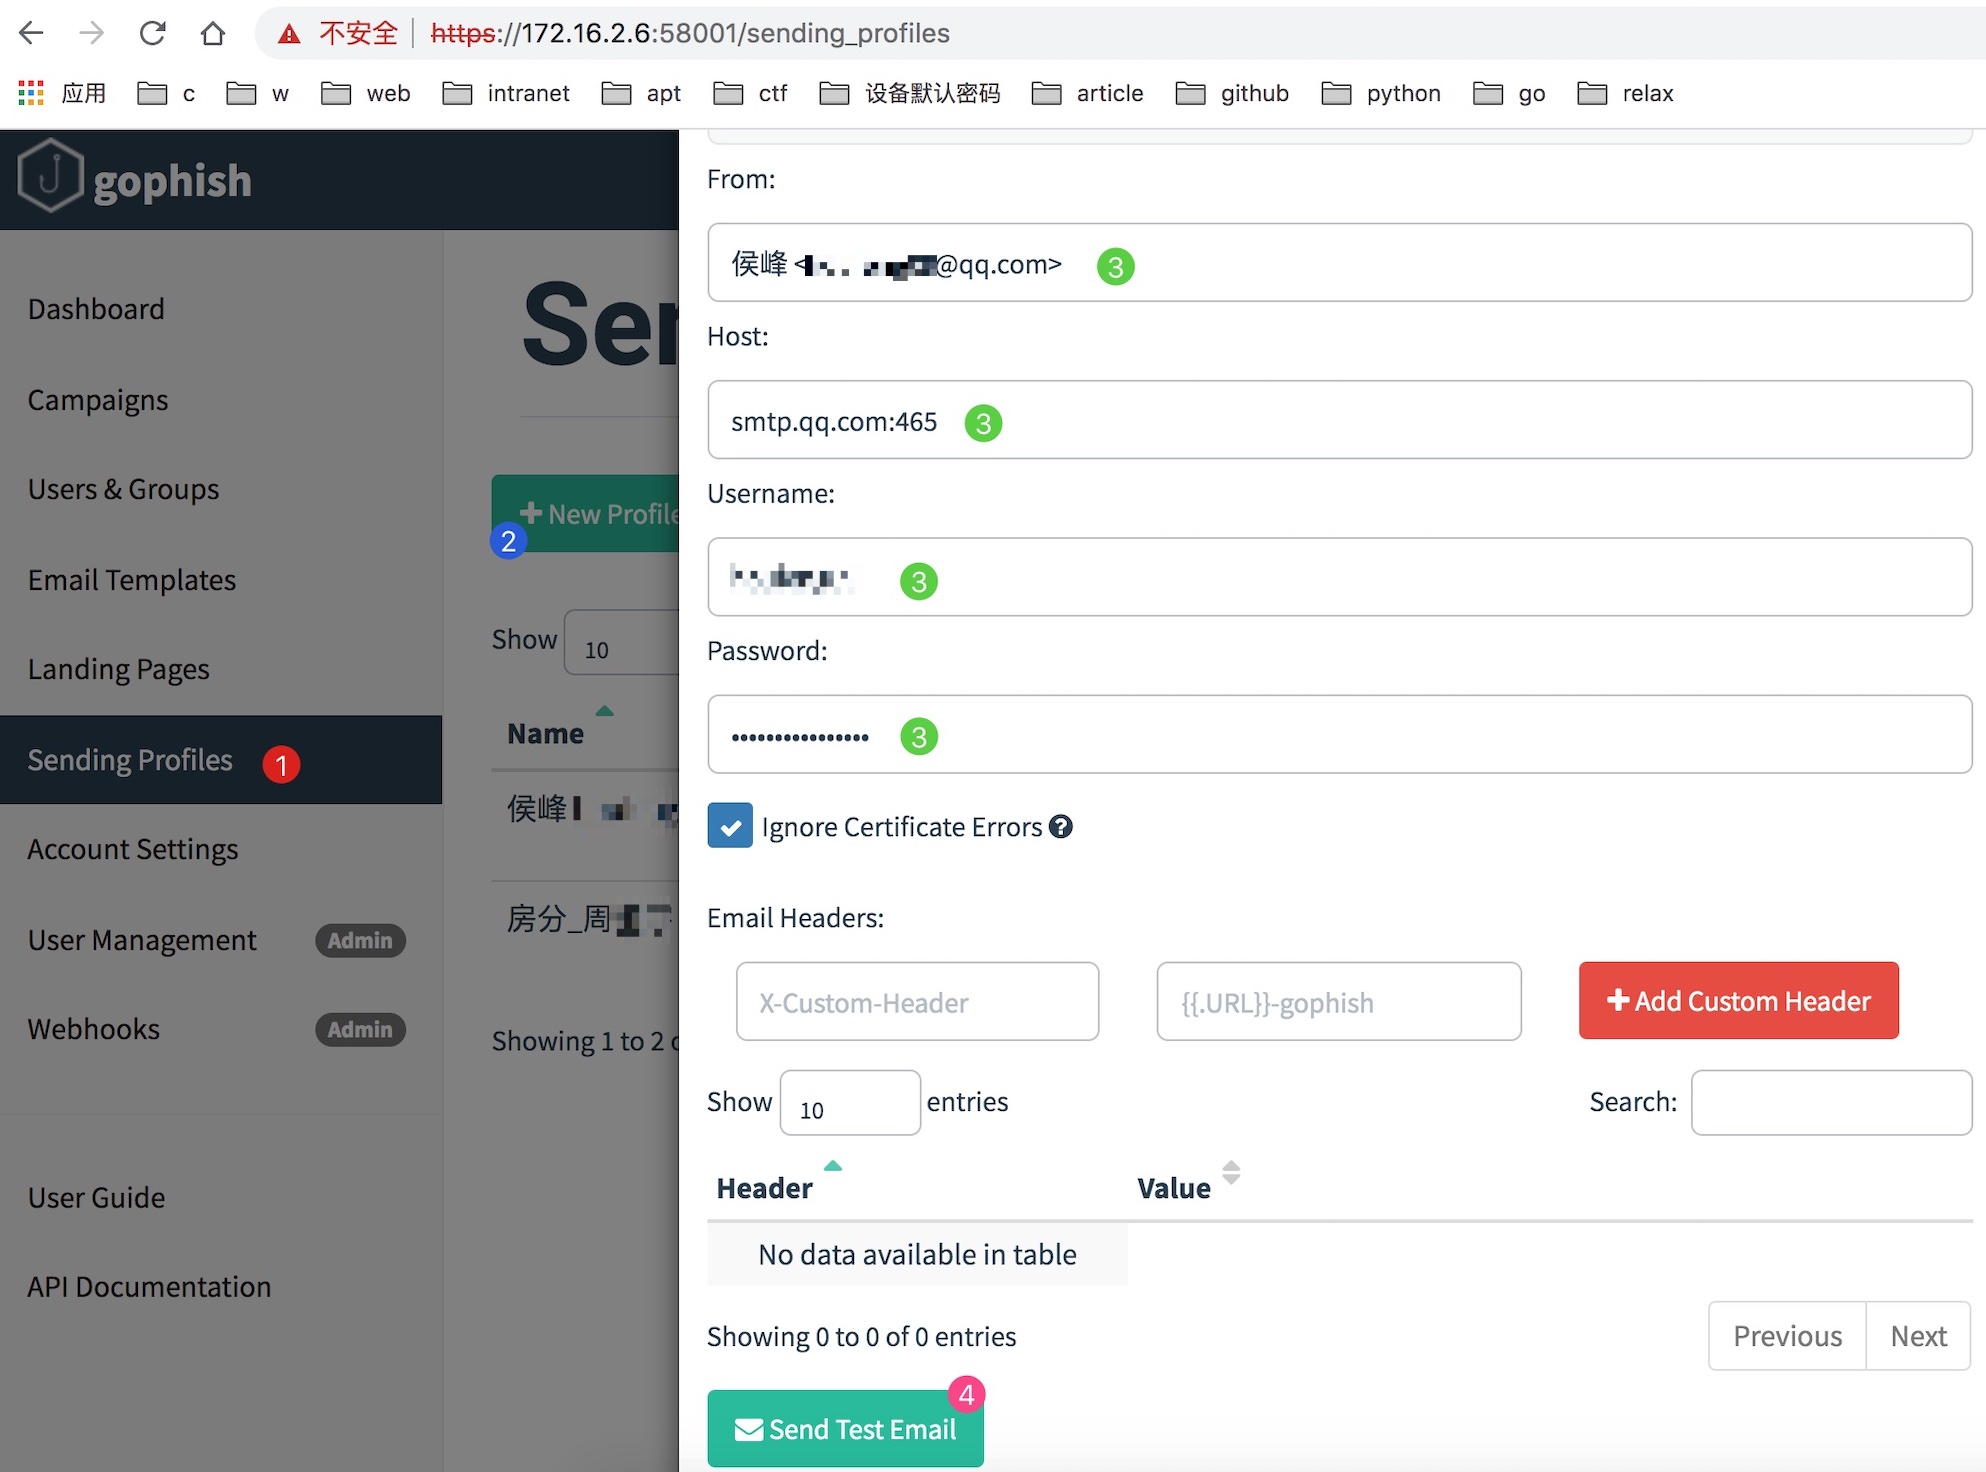 不安全 https://172.16.2.6:58001/sending_profiles
应用 c w web intranet apt ctf 设备默认密码 article github python go relax
gophish
Dashboard
Campaigns
Users & Groups
Email Templates
Landing Pages
Sending Profiles 1
Account Settings
User Management Admin
Webhooks Admin
User Guide
API Documentation
Sen
New Profile
2
Show 10
Name
侯峰
房分_周
Showing 1 to 2
From:
侯峰 < @qq.com> 3
Host:
smtp.qq.com:465 3
Username:
3
Password:
•••••••••••••••• 3
Ignore Certificate Errors ?
Email Headers:
X-Custom-Header {{.URL}}-gophish + Add Custom Header
Show 10 entries Search:
Header Value
No data available in table
Showing 0 to 0 of 0 entries
Previous Next
4
Send Test Email